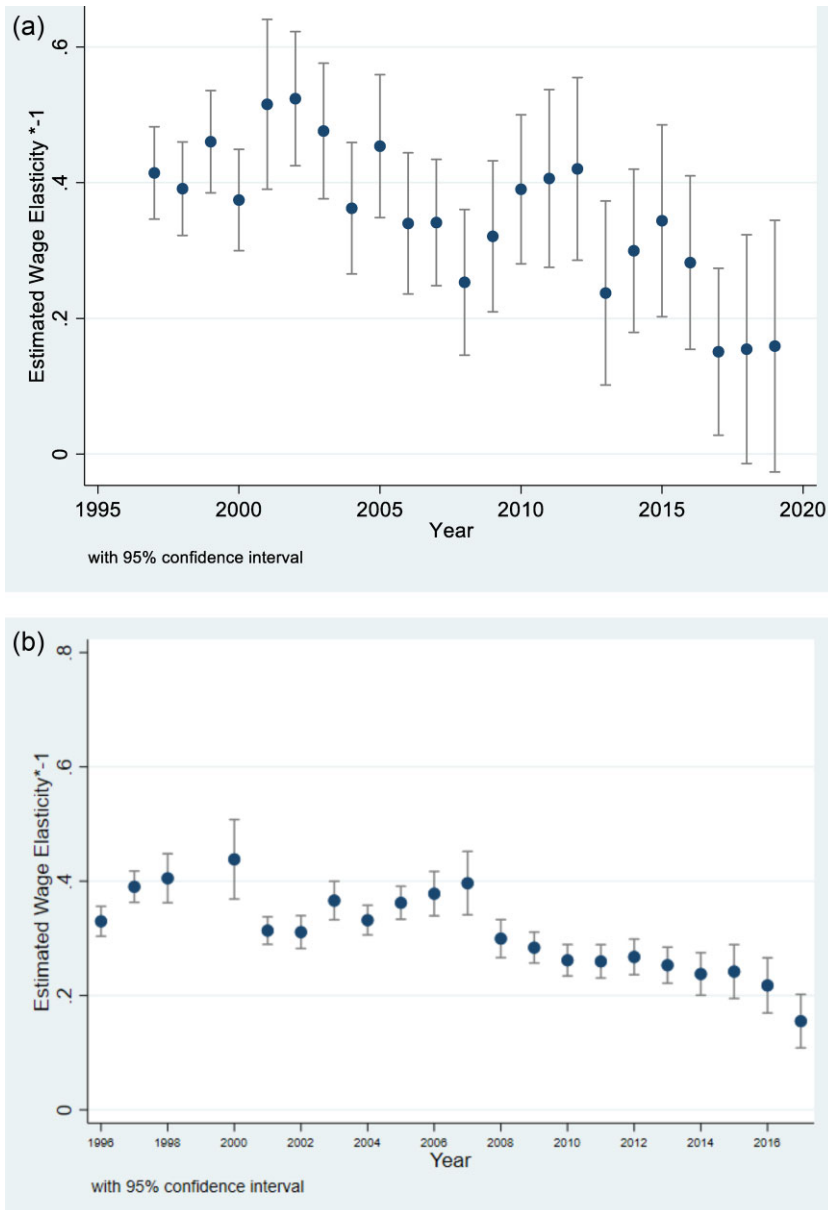 (a)
Estimated Wage Elasticity *-1
.6
.4
.2
0
1995 2000 2005 2010 2015 2020
Year
with 95% confidence interval
(b)
Estimated Wage Elasticity*-1
.8
.6
.4
.2
0
1996 1998 2000 2002 2004 2006 2008 2010 2012 2014 2016
Year
with 95% confidence interval